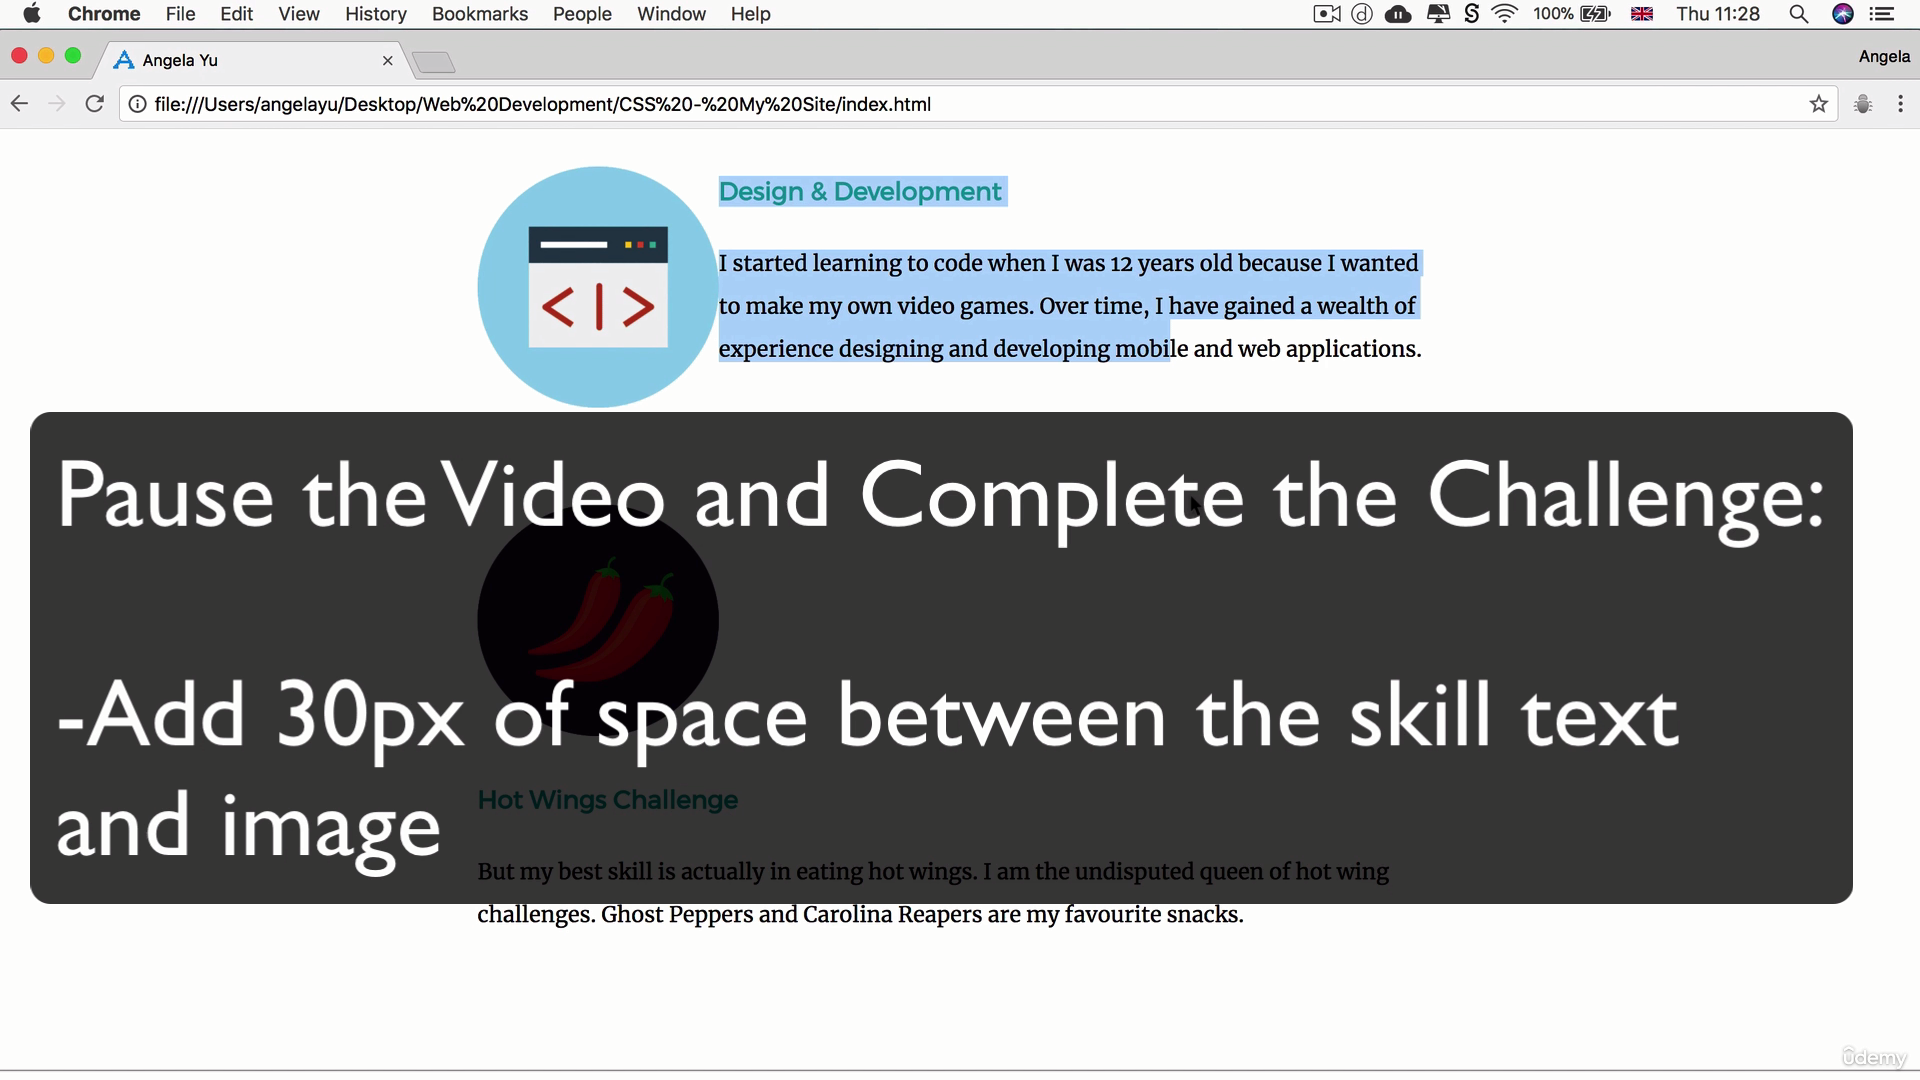 Chrome File Edit View History Bookmarks People Window Help 100% Thu 11:28
Angela Yu Angela
file:///Users/angelayu/Desktop/Web%20Development/CSS%20-%20My%20Site/index.html
Design & Development
I started learning to code when I was 12 years old because I wanted
to make my own video games. Over time, I have gained a wealth of
experience designing and developing mobile and web applications.
Pause the Video and Complete the Challenge:
-Add 30px of space between the skill text
and image
Hot Wings Challenge
But my best skill is actually in eating hot wings. I am the undisputed queen of hot wing
challenges. Ghost Peppers and Carolina Reapers are my favourite snacks.
ûdemy